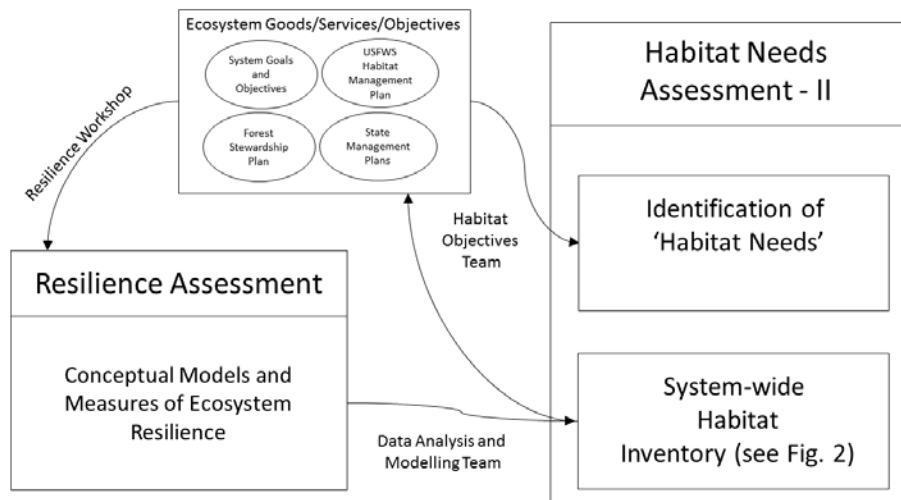 Ecosystem Goods/Services/Objectives
System Goals
and
Objectives
USFWS
Habitat
Management
Plan
Forest
Stewardship
Plan
State
Management
Plans
Resilience Workshop
Habitat
Objectives
Team
Habitat Needs
Assessment - II
Identification of
‘Habitat Needs’
Resilience Assessment
Conceptual Models and
Measures of Ecosystem
Resilience
Data Analysis and
Modelling Team
System-wide
Habitat
Inventory (see Fig. 2)